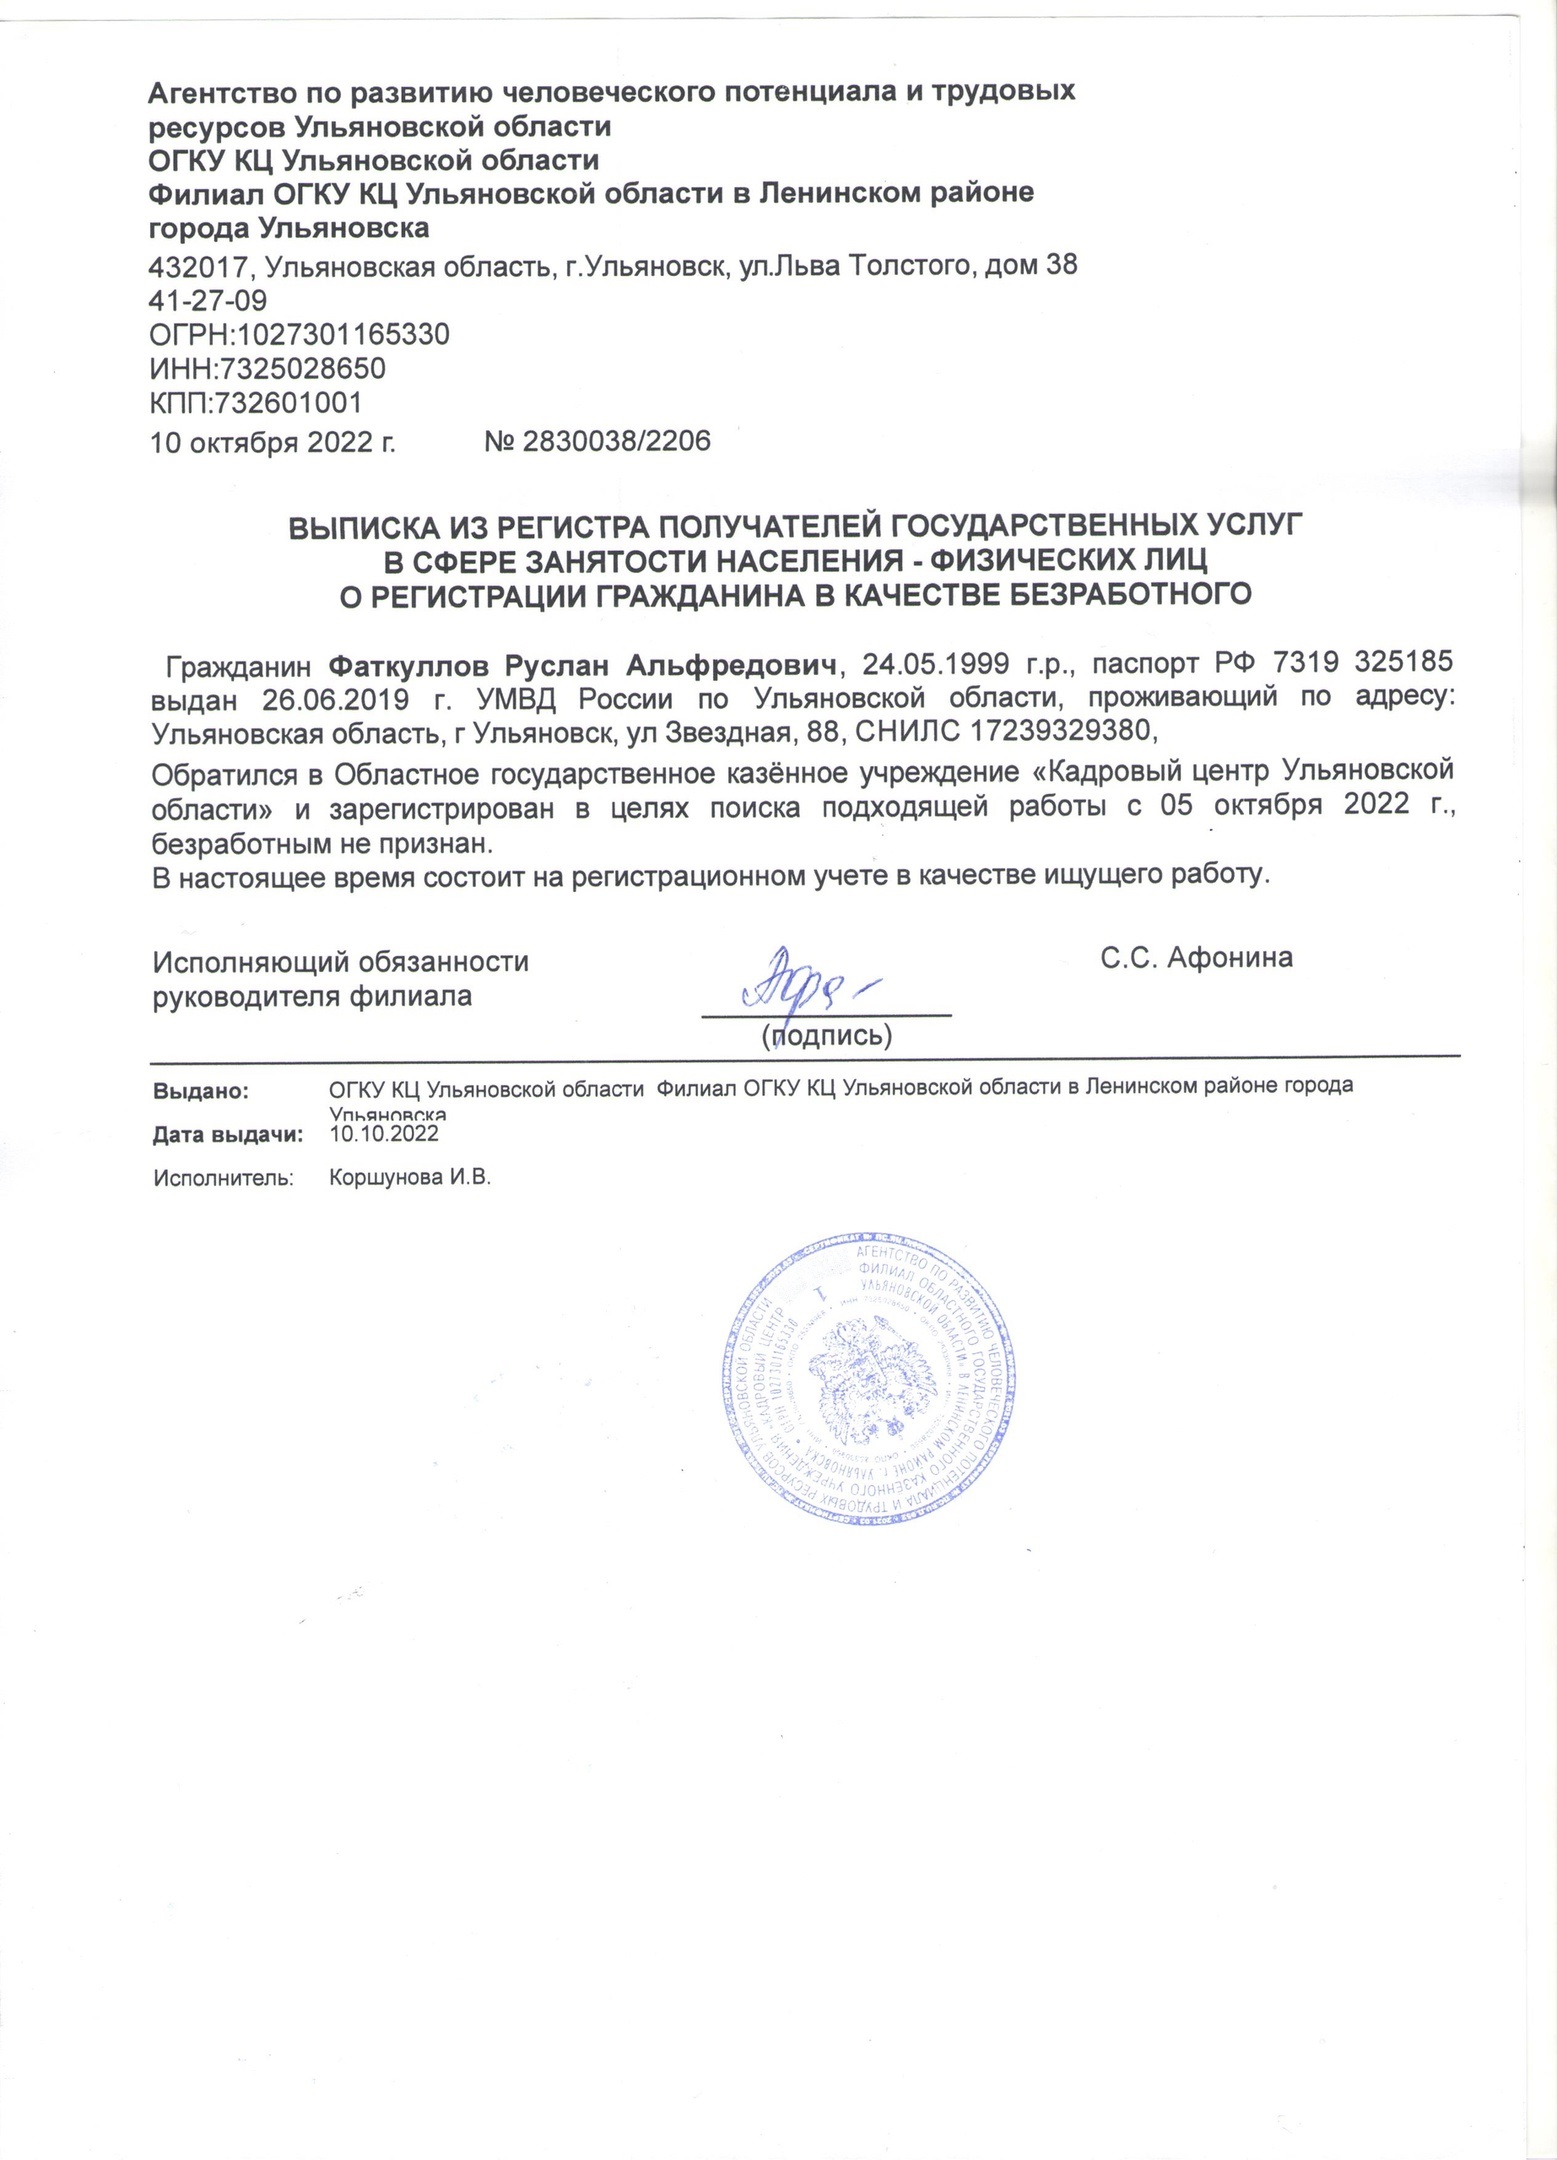 Агентство по развитию человеческого потенциала и трудовых
ресурсов Ульяновской области
ОГКУ КЦ Ульяновской области
Филиал ОГКУ КЦ Ульяновской области в Ленинском районе
города Ульяновска
432017, Ульяновская область, г.Ульяновск, ул.Льва Толстого, дом 38
41-27-09
ОГРН:1027301165330
ИНН:7325028650
КПП:732601001
10 октября 2022 г. № 2830038/2206
ВЫПИСКА ИЗ РЕГИСТРА ПОЛУЧАТЕЛЕЙ ГОСУДАРСТВЕННЫХ УСЛУГ
В СФЕРЕ ЗАНЯТОСТИ НАСЕЛЕНИЯ - ФИЗИЧЕСКИХ ЛИЦ
О РЕГИСТРАЦИИ ГРАЖДАНИНА В КАЧЕСТВЕ БЕЗРАБОТНОГО
Гражданин Фаткуллов Руслан Альфредович, 24.05.1999 г.р., паспорт РФ 7319 325185
выдан 26.06.2019 г. УМВД России по Ульяновской области, проживающий по адресу:
Ульяновская область, г Ульяновск, ул Звездная, 88, СНИЛС 17239329380,
Обратился в Областное государственное казённое учреждение «Кадровый центр Ульяновской
области» и зарегистрирован в целях поиска подходящей работы с 05 октября 2022 г.,
безработным не признан.
В настоящее время состоит на регистрационном учете в качестве ищущего работу.
Исполняющий обязанности
руководителя филиала
С.С. Афонина
(подпись)
Выдано: ОГКУ КЦ Ульяновской области Филиал ОГКУ КЦ Ульяновской области в Ленинском районе города
Ульяновска
Дата выдачи: 10.10.2022
Исполнитель: Коршунова И.В.
АГЕНТСТВО ПО РАЗВИТИЮ ЧЕЛОВЕЧЕСКОГО ПОТЕНЦИАЛА И ТРУДОВЫХ РЕСУРСОВ УЛЬЯНОВСКОЙ ОБЛАСТИ
ФИЛИАЛ ОБЛАСТНОГО ГОСУДАРСТВЕННОГО КАЗЕННОГО УЧРЕЖДЕНИЯ «КАДРОВЫЙ ЦЕНТР
УЛЬЯНОВСКОЙ ОБЛАСТИ» В ЛЕНИНСКОМ РАЙОНЕ Г. УЛЬЯНОВСКА • ОГРН 1027301165330
1